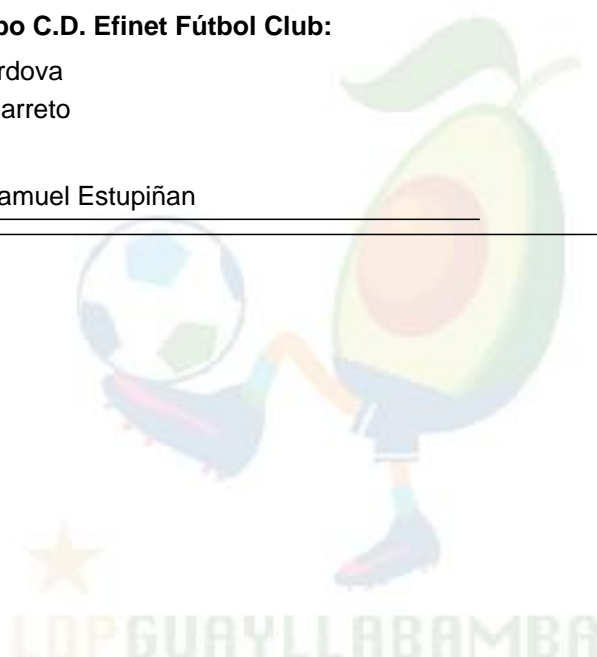 po C.D. Efinet Fútbol Club:
rdova
arreto
amuel Estupiñan
LDPGUAYLLABAMBA